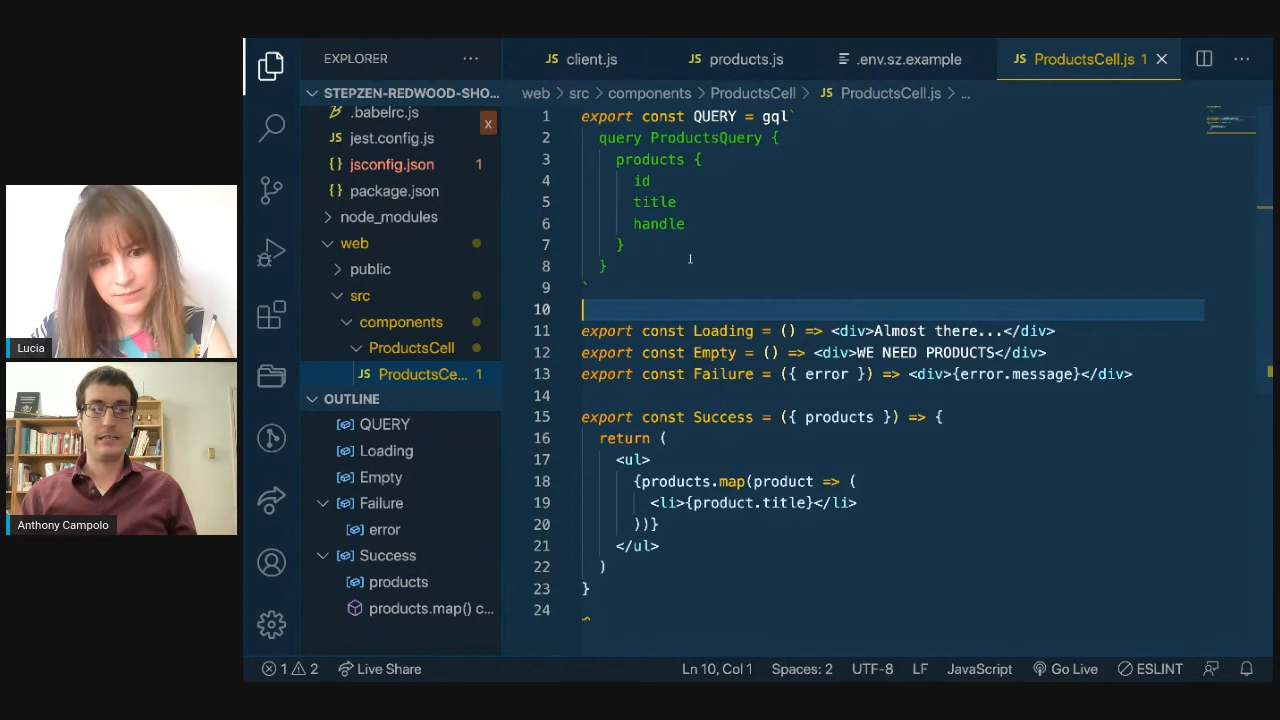 Lucia
Anthony Campolo
EXPLORER ···
STEPZEN-REDWOOD-SHO...
.babelrc.js
x
jest.config.js
{} jsconfig.json 1
{} package.json
node_modules
web
public
src
components
ProductsCell
JS ProductsCe... 1
OUTLINE
QUERY
Loading
Empty
Failure
error
Success
products
products.map() c...
JS client.js
JS products.js
.env.sz.example
JS ProductsCell.js 1
···
web > src > components > ProductsCell > JS ProductsCell.js > ...
1 export const QUERY = gql`
2 query ProductsQuery {
3 products {
4 id
5 title
6 handle
7 }
8 }
9 `
10
11 export const Loading = () => <div>Almost there...</div>
12 export const Empty = () => <div>WE NEED PRODUCTS</div>
13 export const Failure = ({ error }) => <div>{error.message}</div>
14
15 export const Success = ({ products }) => {
16 return (
17 <ul>
18 {products.map(product => (
19 <li>{product.title}</li>
20 ))}
21 </ul>
22 )
23 }
24
1 2 Live Share Ln 10, Col 1 Spaces: 2 UTF-8 LF JavaScript Go Live ESLINT